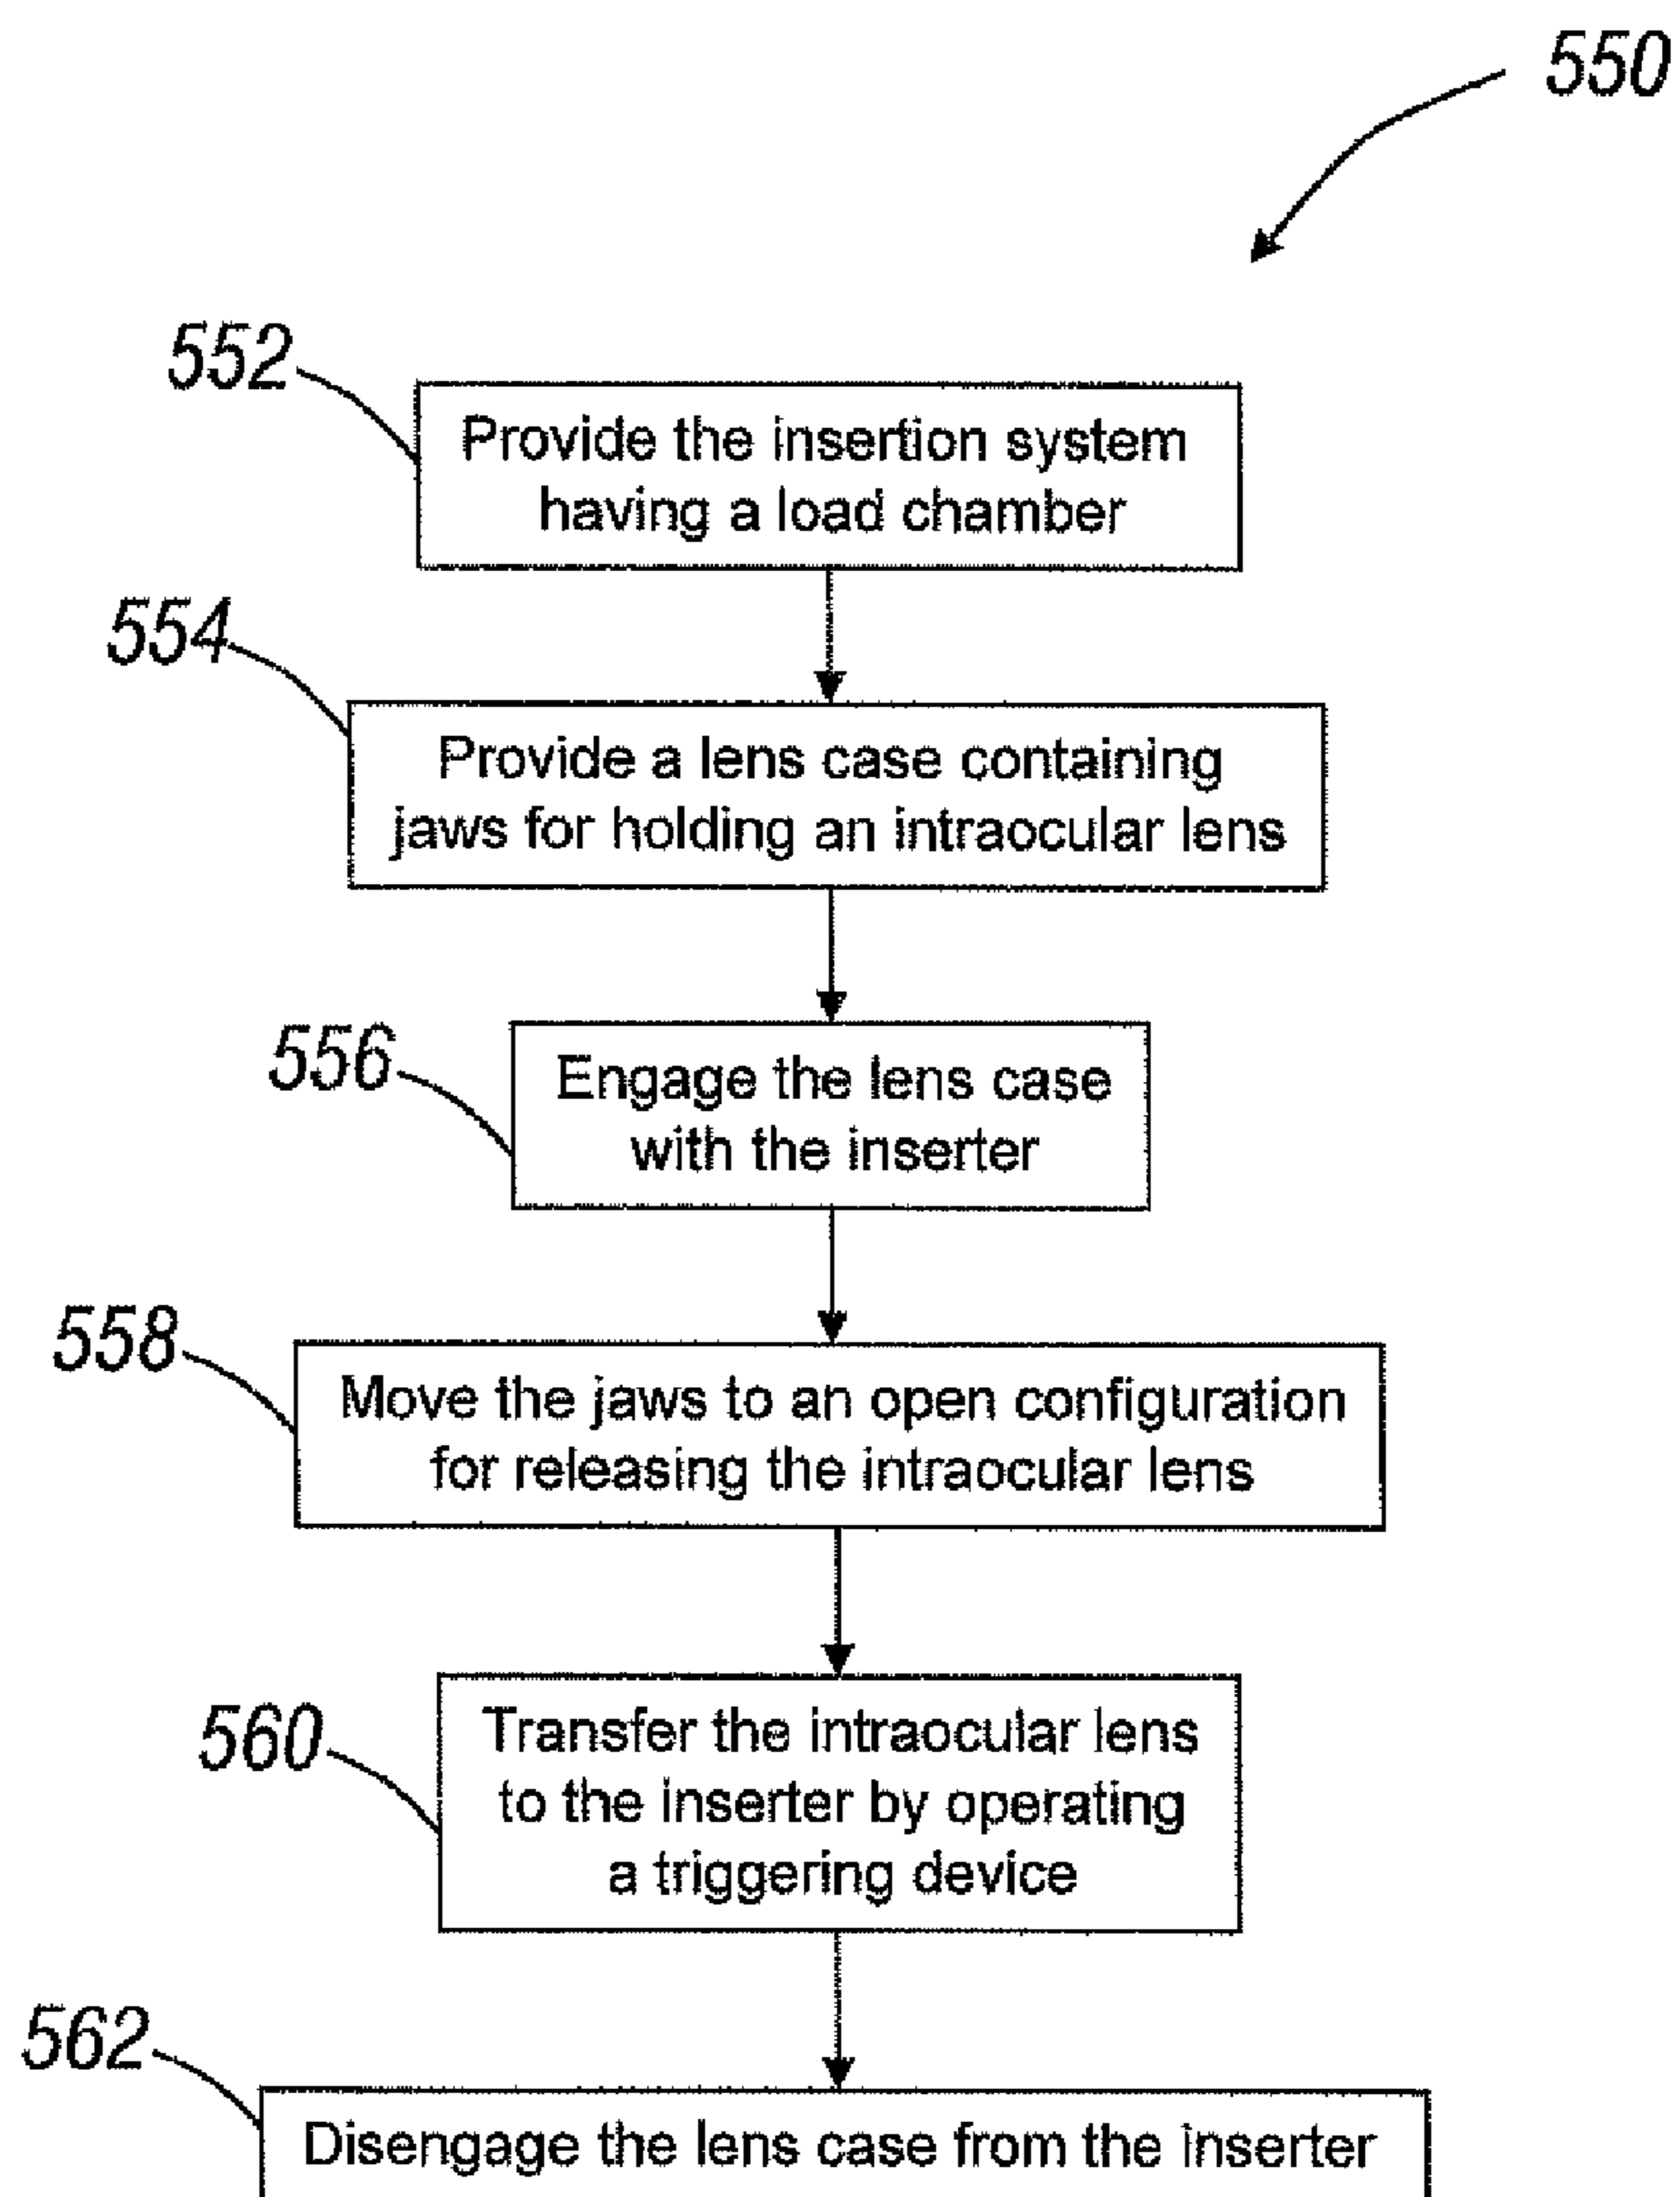 550
552
Provide the insertion system
having a load chamber
554
Provide a lens case containing
jaws for holding an intraocular lens
556
Engage the lens case
with the inserter
558
Move the jaws to an open configuration
for releasing the intraocular lens
560
Transfer the intraocular lens
to the inserter by operating
a triggering device
562
Disengage the lens case from the inserter